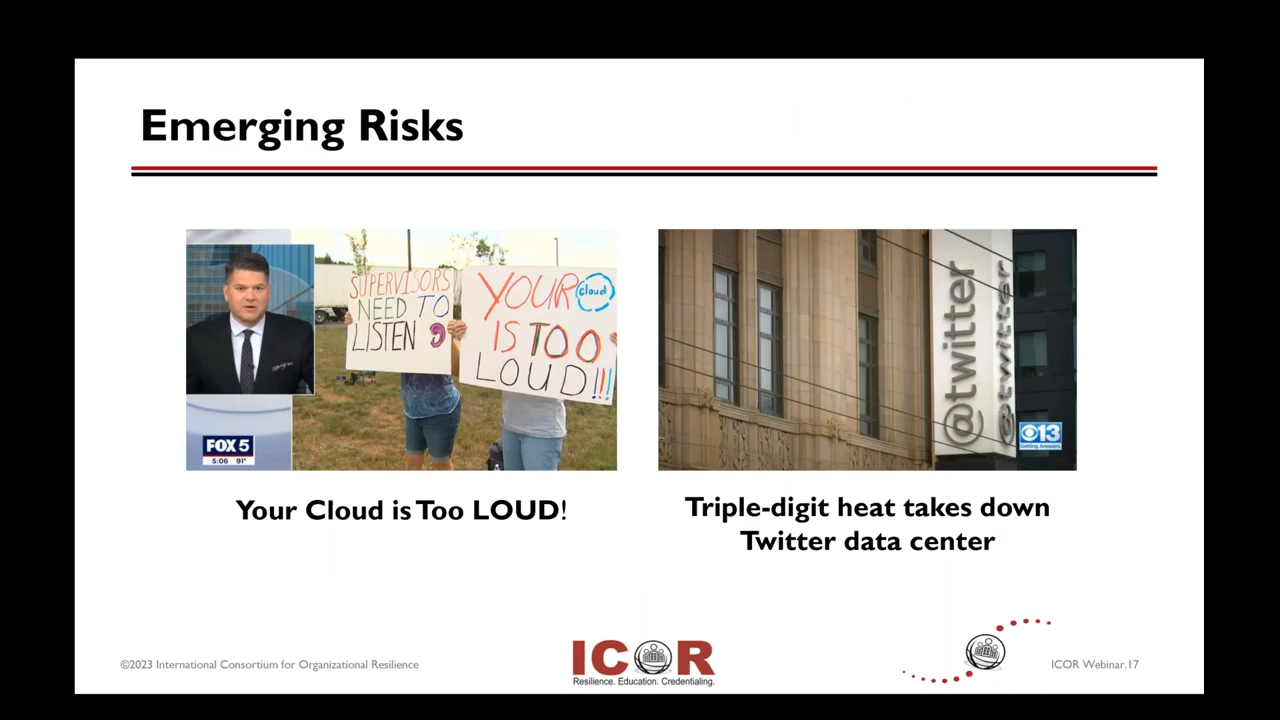 Emerging Risks
SUPERVISORS
NEED TO
LISTEN
YOUR cloud
IS TOO
LOUD!!!
FOX 5
5:06 91°
@twitter
@twitter
CBS 13
Getting Answers.
Your Cloud is Too LOUD!
Triple-digit heat takes down
Twitter data center
©2023 International Consortium for Organizational Resilience
ICOR
Resilience. Education. Credentialing.
ICOR Webinar.17